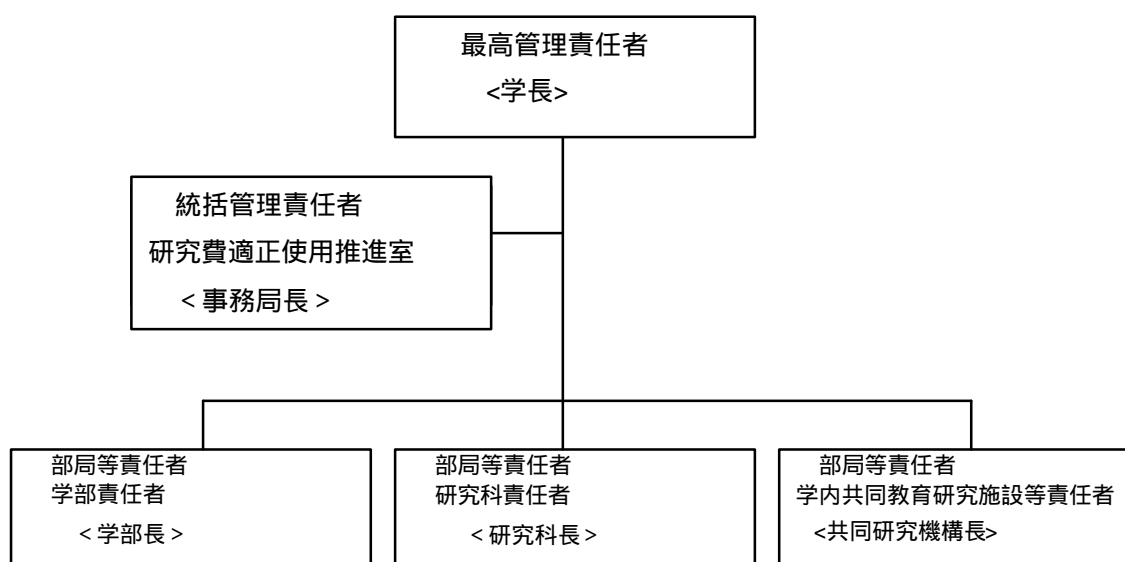 最高管理責任者
<学長>
統括管理責任者
研究費適正使用推進室
＜事務局長＞
部局等責任者
学部責任者
＜学部長＞
部局等責任者
研究科責任者
＜研究科長＞
部局等責任者
学内共同教育研究施設等責任者
<共同研究機構長>